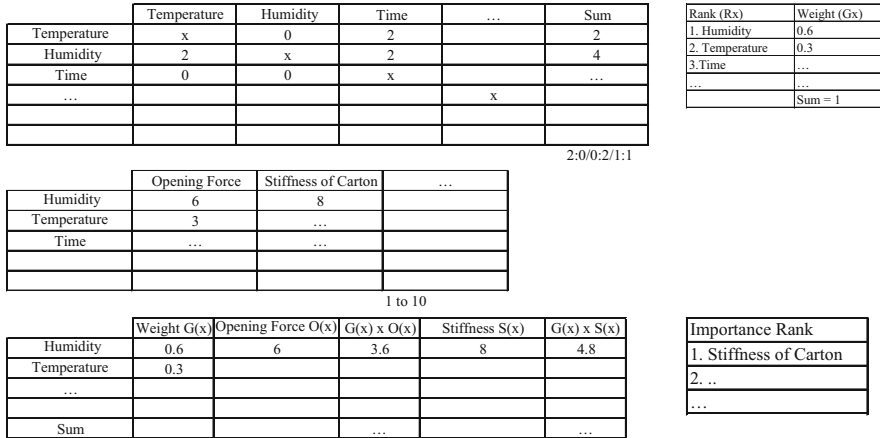 Temperature Humidity Time … Sum
Temperature x 0 2 2
Humidity 2 x 2 4
Time 0 0 x …
… x
2:0/0:2/1:1
Rank (Rx) Weight (Gx)
1. Humidity 0.6
2. Temperature 0.3
3.Time …
… …
Sum = 1
Opening Force Stiffness of Carton …
Humidity 6 8
Temperature 3 …
Time … …
1 to 10
Weight G(x) Opening Force O(x) G(x) x O(x) Stiffness S(x) G(x) x S(x)
Humidity 0.6 6 3.6 8 4.8
Temperature 0.3
…
Sum … …
Importance Rank
1. Stiffness of Carton
2. ..
…